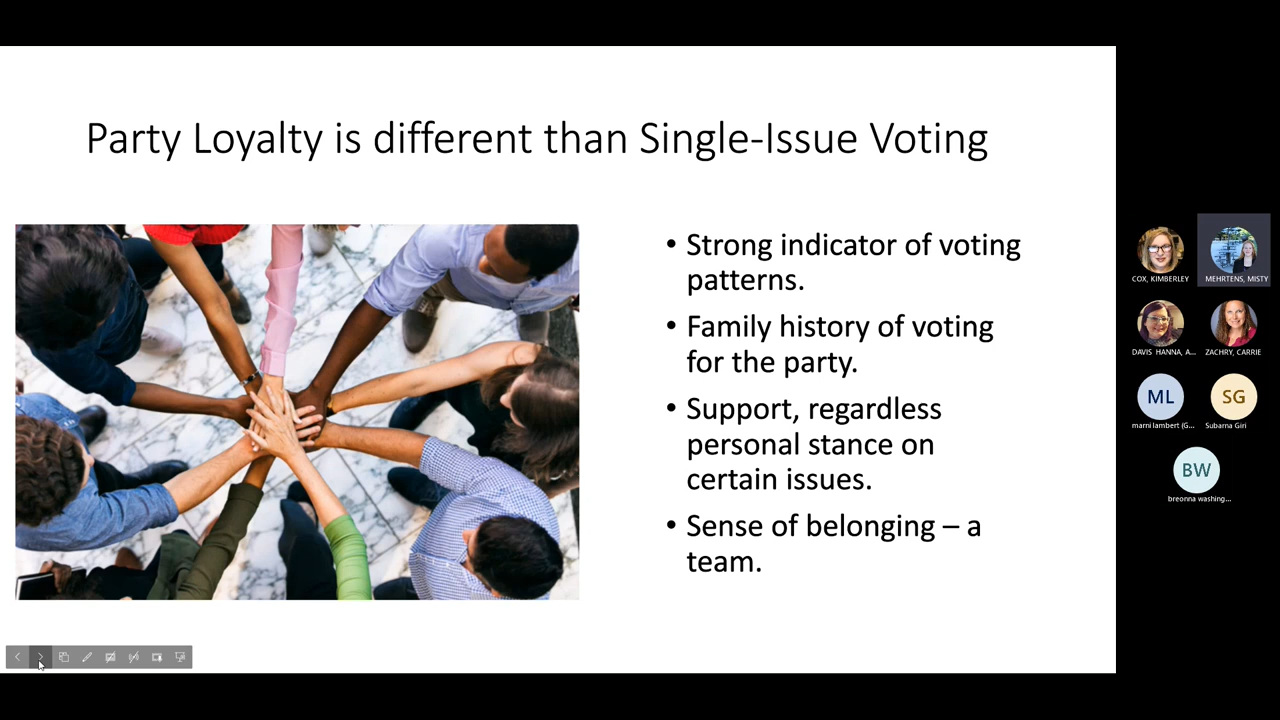 Party Loyalty is different than Single-Issue Voting
• Strong indicator of voting
patterns.
• Family history of voting
for the party.
• Support, regardless
personal stance on
certain issues.
• Sense of belonging – a
team.
COX, KIMBERLEY
MEHRTENS, MISTY
DAVIS HANNA, A...
ZACHRY, CARRIE
ML
SG
marni lambert (G...
Subarna Giri
BW
breonna washing...